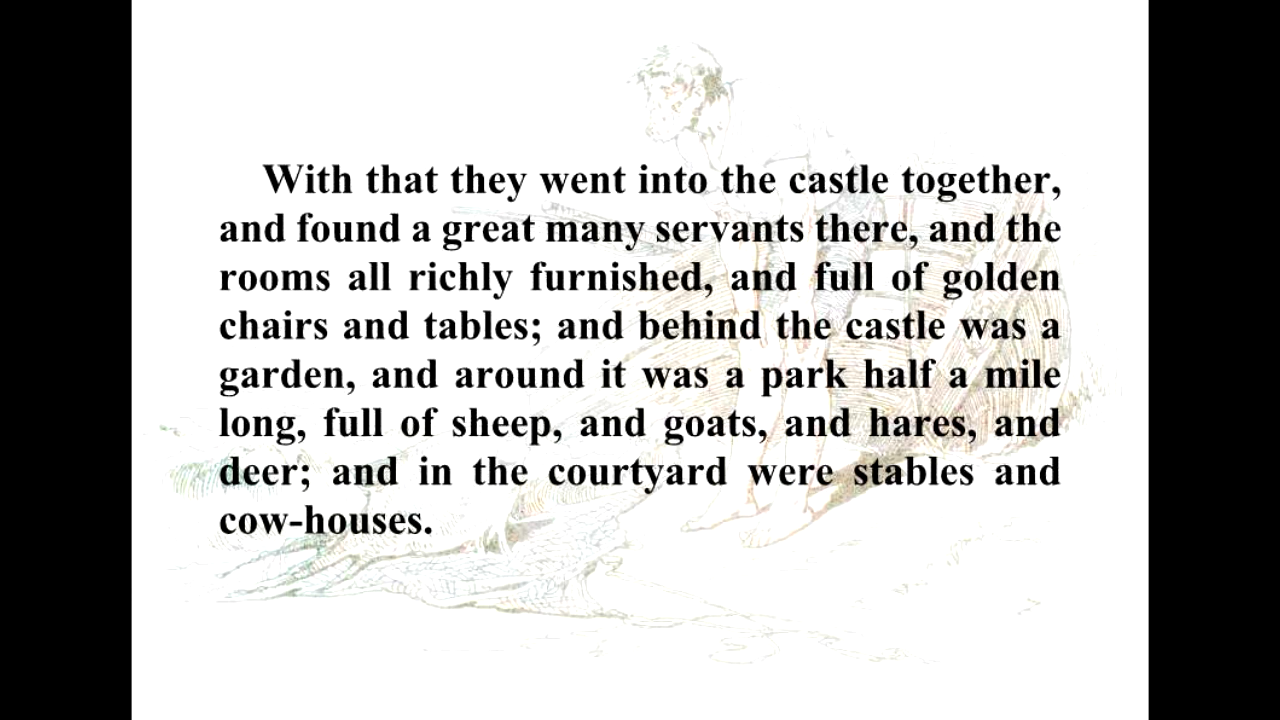 With that they went into the castle together,
and found a great many servants there, and the
rooms all richly furnished, and full of golden
chairs and tables; and behind the castle was a
garden, and around it was a park half a mile
long, full of sheep, and goats, and hares, and
deer; and in the courtyard were stables and
cow-houses.